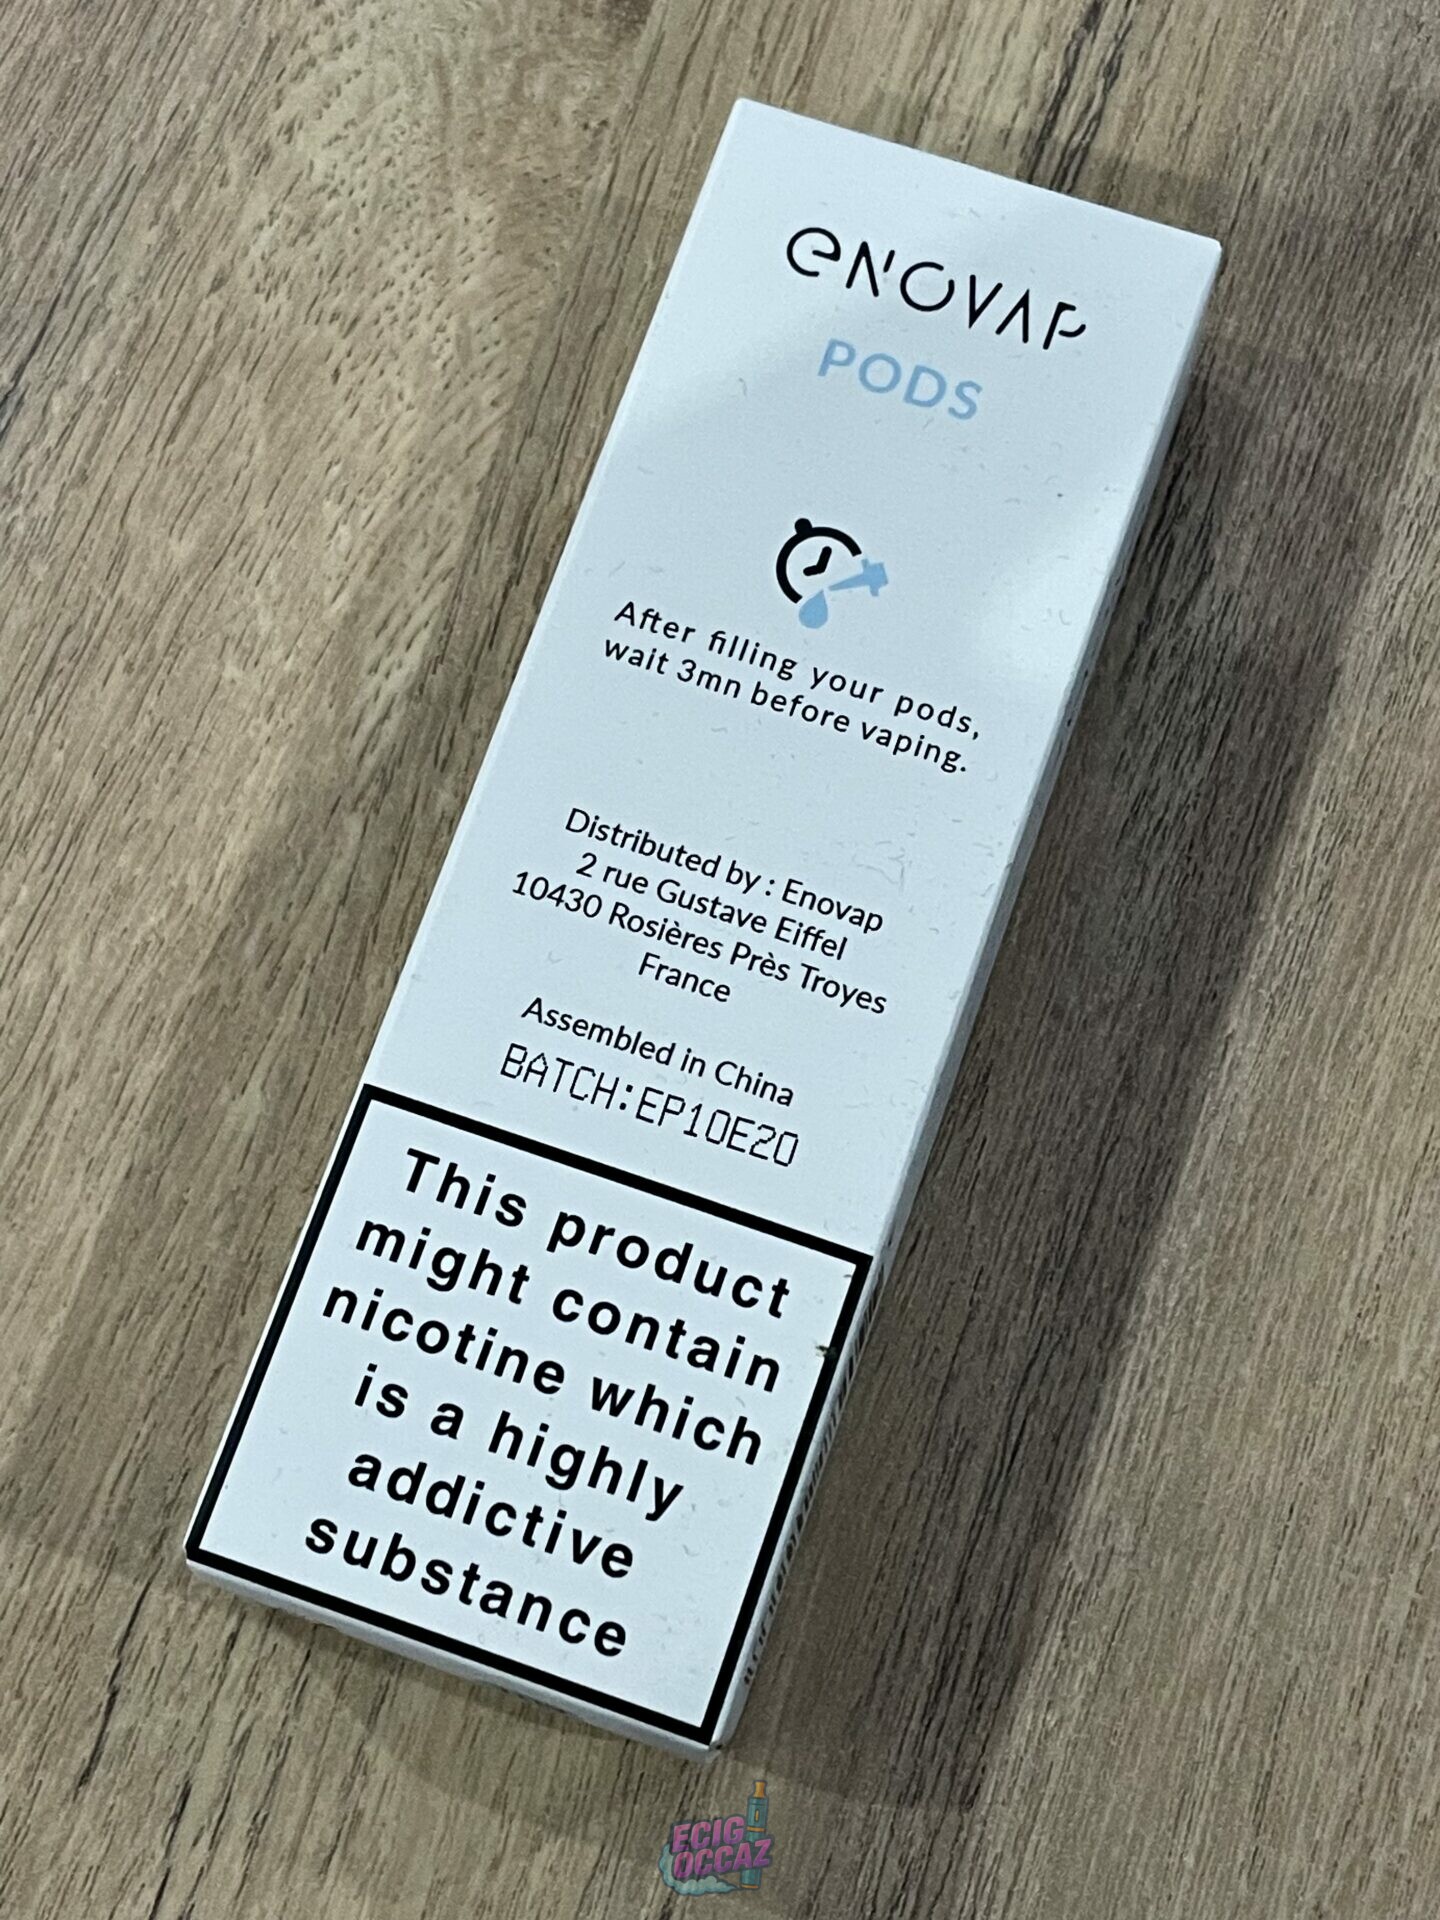 enovap
PODS
After filling your pods,
wait 3mn before vaping.
Distributed by : Enovap
2 rue Gustave Eiffel
10430 Rosières Près Troyes
France
Assembled in China
BATCH:EP10E20
This product
might contain
nicotine which
is a highly
addictive
substance
ECIG
OCCAZ